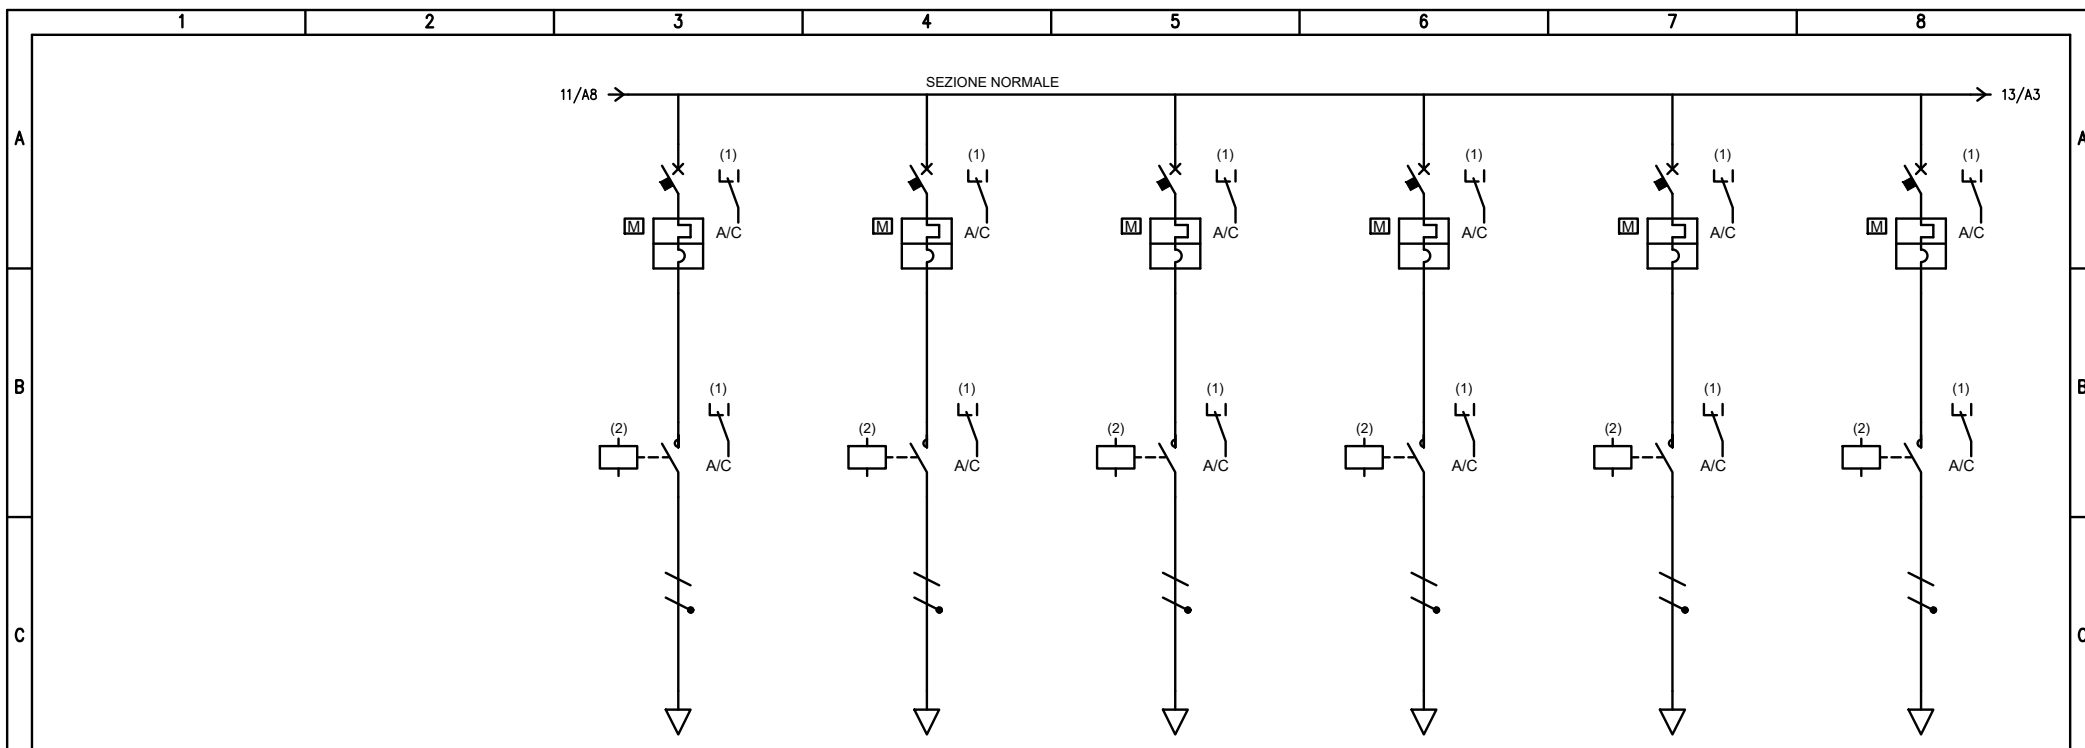 1 2 3 4 5 6 7 8
SEZIONE NORMALE
11/A8 13/A3
A A
(1) (1) (1) (1) (1) (1)
M A/C M A/C M A/C M A/C M A/C M A/C
B B
(1) (1) (1) (1) (1) (1)
(2) (2) (2) (2) (2) (2)
A/C A/C A/C A/C A/C A/C
C C